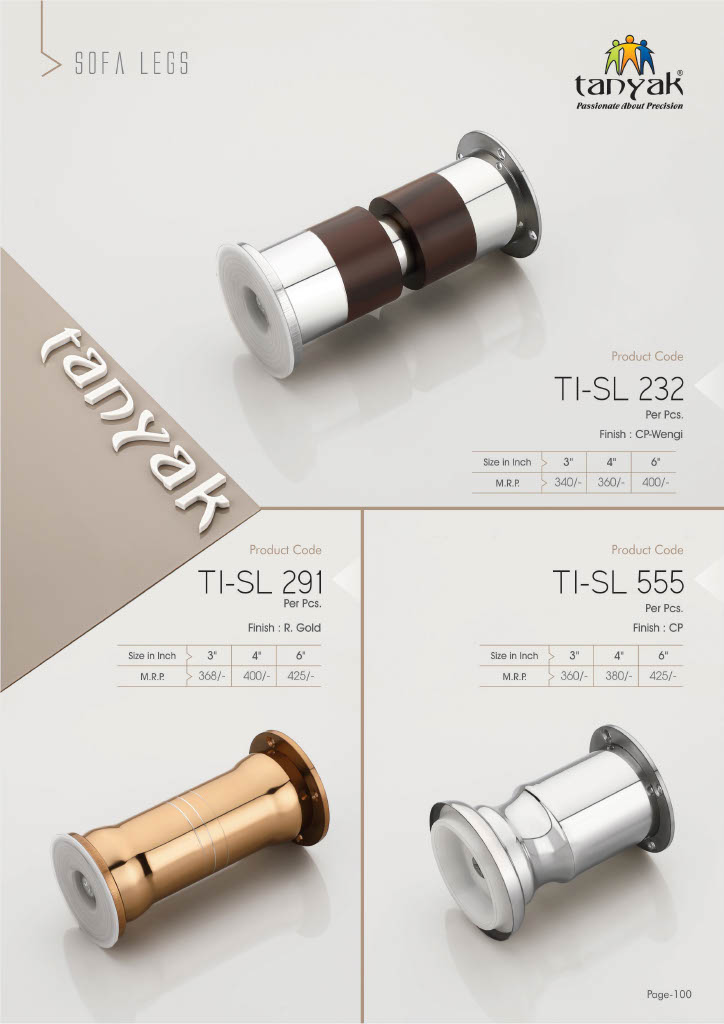 SOFA LEGS
tanyak®
Passionate About Precision
tanyak
Product Code
TI-SL 232
Per Pcs.
Finish : CP-Wengi
Size in Inch 3" 4" 6"
M.R.P. 340/- 360/- 400/-
Product Code
TI-SL 291
Per Pcs.
Finish : R. Gold
Size in Inch 3" 4" 6"
M.R.P. 368/- 400/- 425/-
Product Code
TI-SL 555
Per Pcs.
Finish : CP
Size in Inch 3" 4" 6"
M.R.P. 360/- 380/- 425/-
Page-100